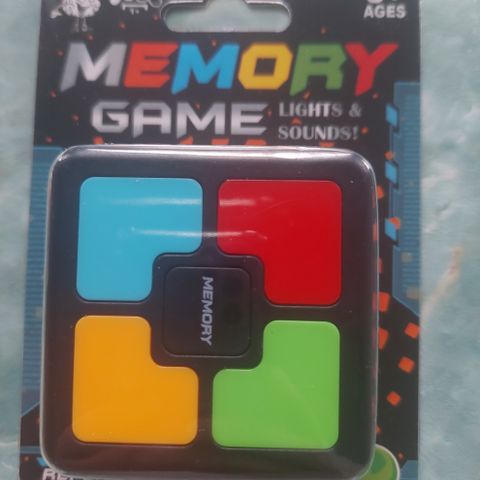 AGES
MEMORY
GAME
LIGHTS &
SOUNDS!
MEMORY